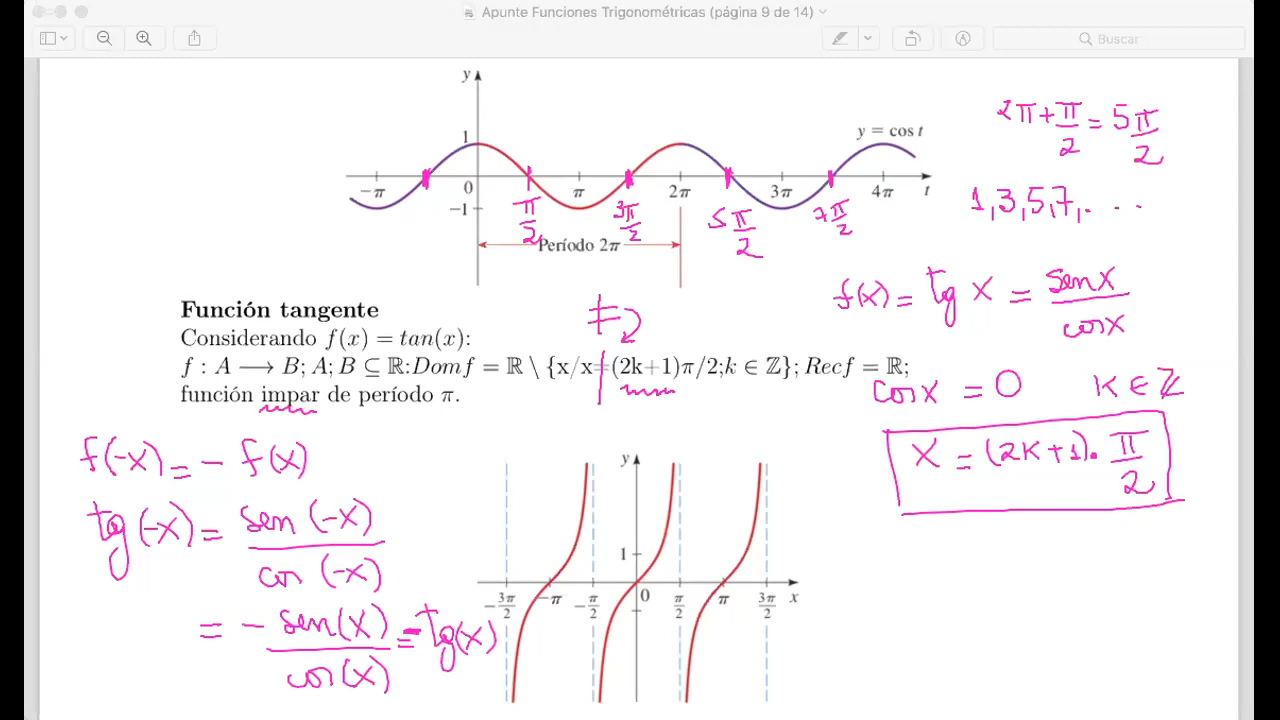 Apunte Funciones Trigonométricas (página 9 de 14)
Buscar
y
1
y = cos t
−π 0 π 2π 3π 4π t
−1
π/2 3π/2 5π/2 7π/2
Período 2π
2π + π/2 = 5π/2
1, 3, 5, 7, . . .
f(x) = tg x = sen x / cos x
Función tangente
Considerando f(x) = tan(x):
≠
f : A ⟶ B; A; B ⊆ ℝ: Dom f = ℝ \ {x/x=(2k+1)π/2;k ∈ ℤ}; Rec f = ℝ;
función impar de período π.
cos x = 0 k ∈ ℤ
x = (2k+1) · π/2
f(-x) = - f(x)
tg(-x) = sen(-x) / cos(-x)
= - sen(x) / cos(x) = - tg(x)
y
1
−3π/2 −π −π/2 0 π/2 π 3π/2 x